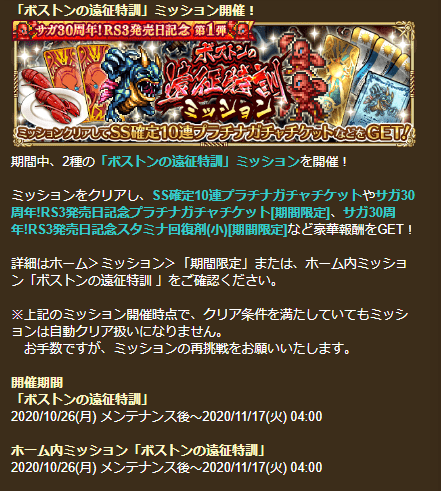 「ボストンの遠征特訓」ミッション開催！
サガ30周年！RS3発売日記念 第1弾
ボストンの
遠征特訓
ミッション
ミッションクリアしてSS確定10連プラチナガチャチケットなどをGET！
期間中、2種の「ボストンの遠征特訓」ミッションを開催！
ミッションをクリアし、SS確定10連プラチナガチャチケットやサガ30
周年!RS3発売日記念プラチナガチャチケット[期間限定]、サガ30周
年!RS3発売日記念スタミナ回復剤(小)[期間限定]など豪華報酬をGET！
詳細はホーム＞ミッション＞「期間限定」または、ホーム内ミッショ
ン「ボストンの遠征特訓 」をご確認ください。
※上記のミッション開催時点で、クリア条件を満たしていてもミッシ
ョンは自動クリア扱いになりません。
お手数ですが、ミッションの再挑戦をお願いいたします。
開催期間
「ボストンの遠征特訓」
2020/10/26(月) メンテナンス後～2020/11/17(火) 04:00
ホーム内ミッション「ボストンの遠征特訓」
2020/10/26(月) メンテナンス後～2020/11/17(火) 04:00